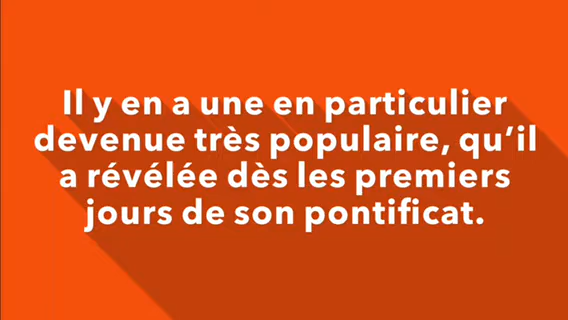 Il y en a une en particulier
devenue très populaire, qu’il
a révélée dès les premiers
jours de son pontificat.